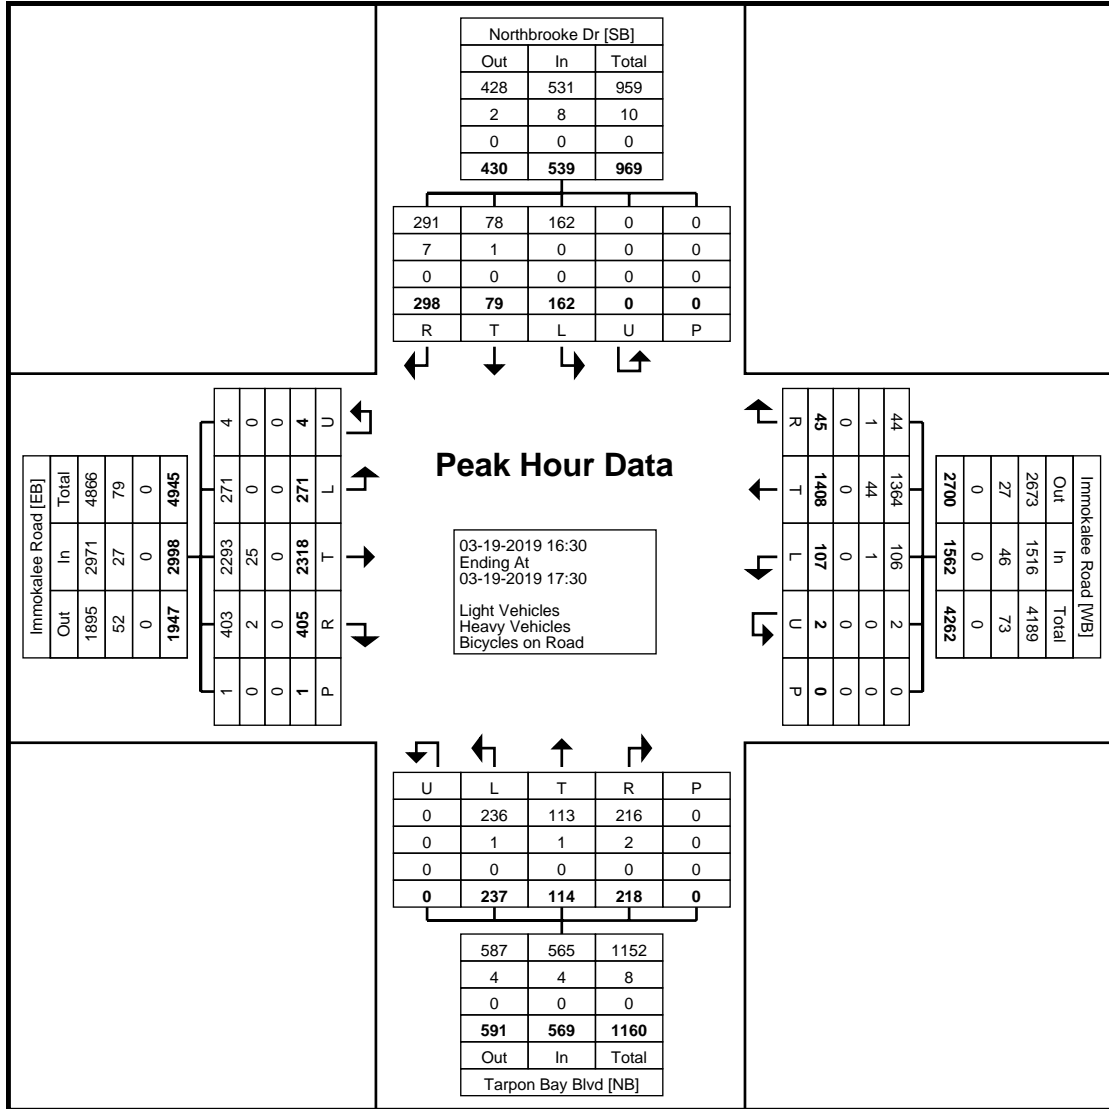 Northbrooke Dr [SB]
Out In Total
428 531 959
2 8 10
0 0 0
430 539 969
291 78 162 0 0
7 1 0 0 0
0 0 0 0 0
298 79 162 0 0
R T L U P
Immokalee Road [EB]
Total In Out
4866 2971 1895
79 27 52
0 0 0
4945 2998 1947
4 271 2293 403 1
0 0 25 2 0
0 0 0 0 0
4 271 2318 405 1
U L T R P
Peak Hour Data
03-19-2019 16:30
Ending At
03-19-2019 17:30
Light Vehicles
Heavy Vehicles
Bicycles on Road
Immokalee Road [WB]
Out In Total
2673 1516 4189
27 46 73
0 0 0
2700 1562 4262
44 1364 106 2 0
1 44 1 0 0
0 0 0 0 0
45 1408 107 2 0
R T L U P
U L T R P
0 236 113 216 0
0 1 1 2 0
0 0 0 0 0
0 237 114 218 0
587 565 1152
4 4 8
0 0 0
591 569 1160
Out In Total
Tarpon Bay Blvd [NB]